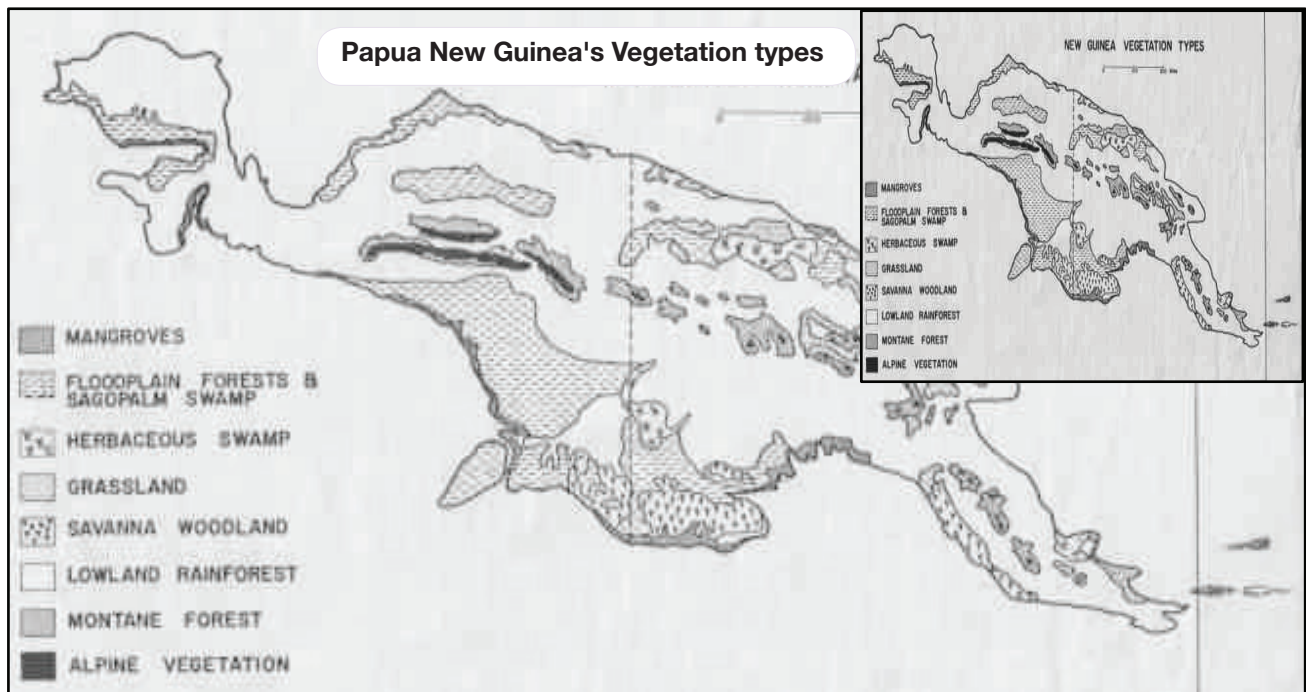 Papua New Guinea's Vegetation types
MANGROVES
FLOODPLAIN FORESTS &
SAGOPALM SWAMP
HERBACEOUS SWAMP
GRASSLAND
SAVANNA WOODLAND
LOWLAND RAINFOREST
MONTANE FOREST
ALPINE VEGETATION
NEW GUINEA VEGETATION TYPES
MANGROVES
FLOODPLAIN FORESTS &
SAGOPALM SWAMP
HERBACEOUS SWAMP
GRASSLAND
SAVANNA WOODLAND
LOWLAND RAINFOREST
MONTANE FOREST
ALPINE VEGETATION